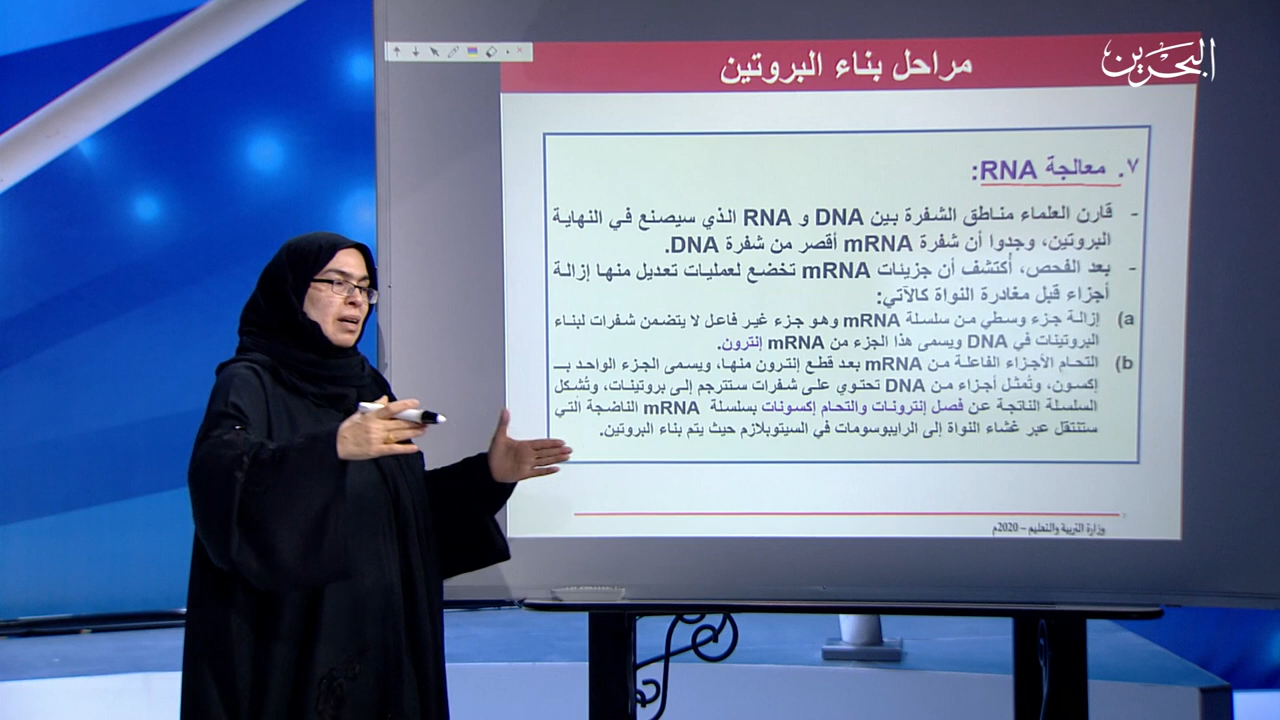 مراحل بناء البروتين
البحرين
٧. معالجة RNA:
- قارن العلماء مناطق الشفرة بين DNA و RNA الذي سيصنع في النهاية
البروتين، وجدوا أن شفرة mRNA أقصر من شفرة DNA.
- بعد الفحص، أُكتشف أن جزيئات mRNA تخضع لعمليات تعديل منها إزالة
أجزاء قبل مغادرة النواة كالآتي:
a) إزالة جزء وسطي من سلسلة mRNA وهو جزء غير فاعل لا يتضمن شفرات لبناء
البروتينات في DNA ويسمى هذا الجزء من mRNA إنترون.
b) التحام الأجزاء الفاعلة من mRNA بعد قطع إنترون منها، ويسمى الجزء الواحد بـ
إكسون، وتُمثل أجزاء من DNA تحتوي على شفرات ستترجم إلى بروتينات، وتُشكل
السلسلة الناتجة عن فصل إنترونات والتحام إكسونات بسلسلة mRNA الناضجة التي
ستنتقل عبر غشاء النواة إلى الرايبوسومات في السيتوبلازم حيث يتم بناء البروتين.
وزارة التربية والتعليم – 2020م